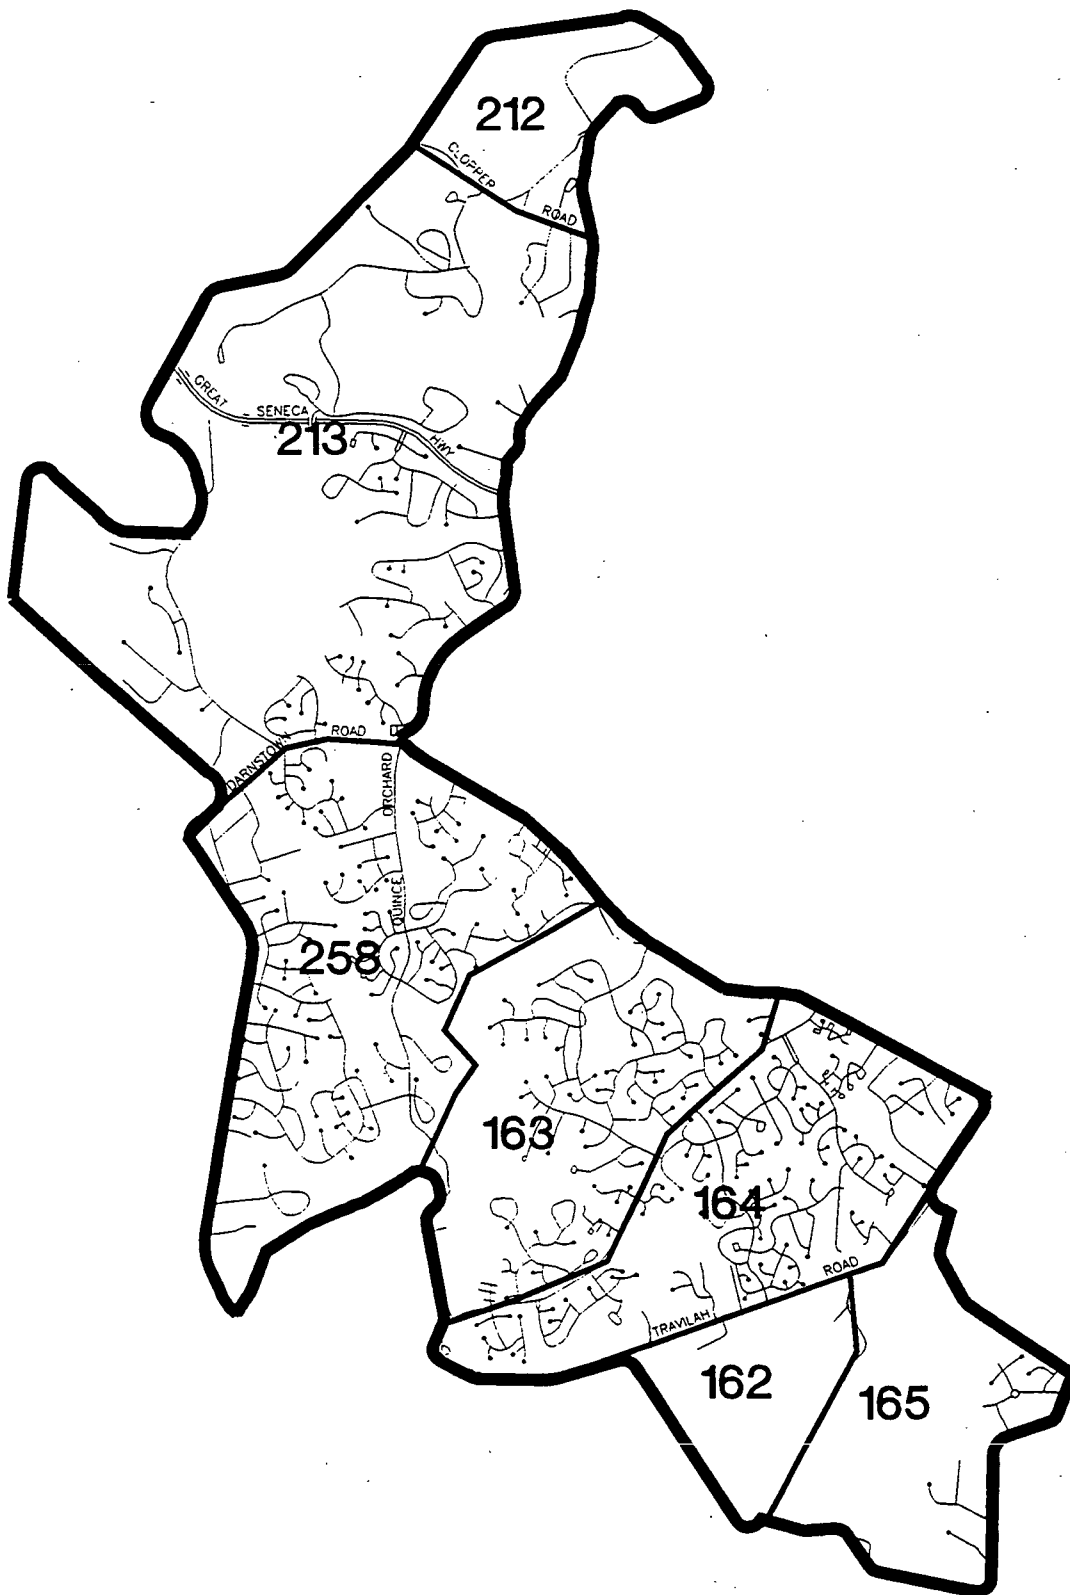 212
CLOPPER
ROAD
GREAT
SENECA
HWY
213
DARNSTOWN
ROAD
ORCHARD
QUINCE
258
163
164
TRAVILAH
ROAD
162
165